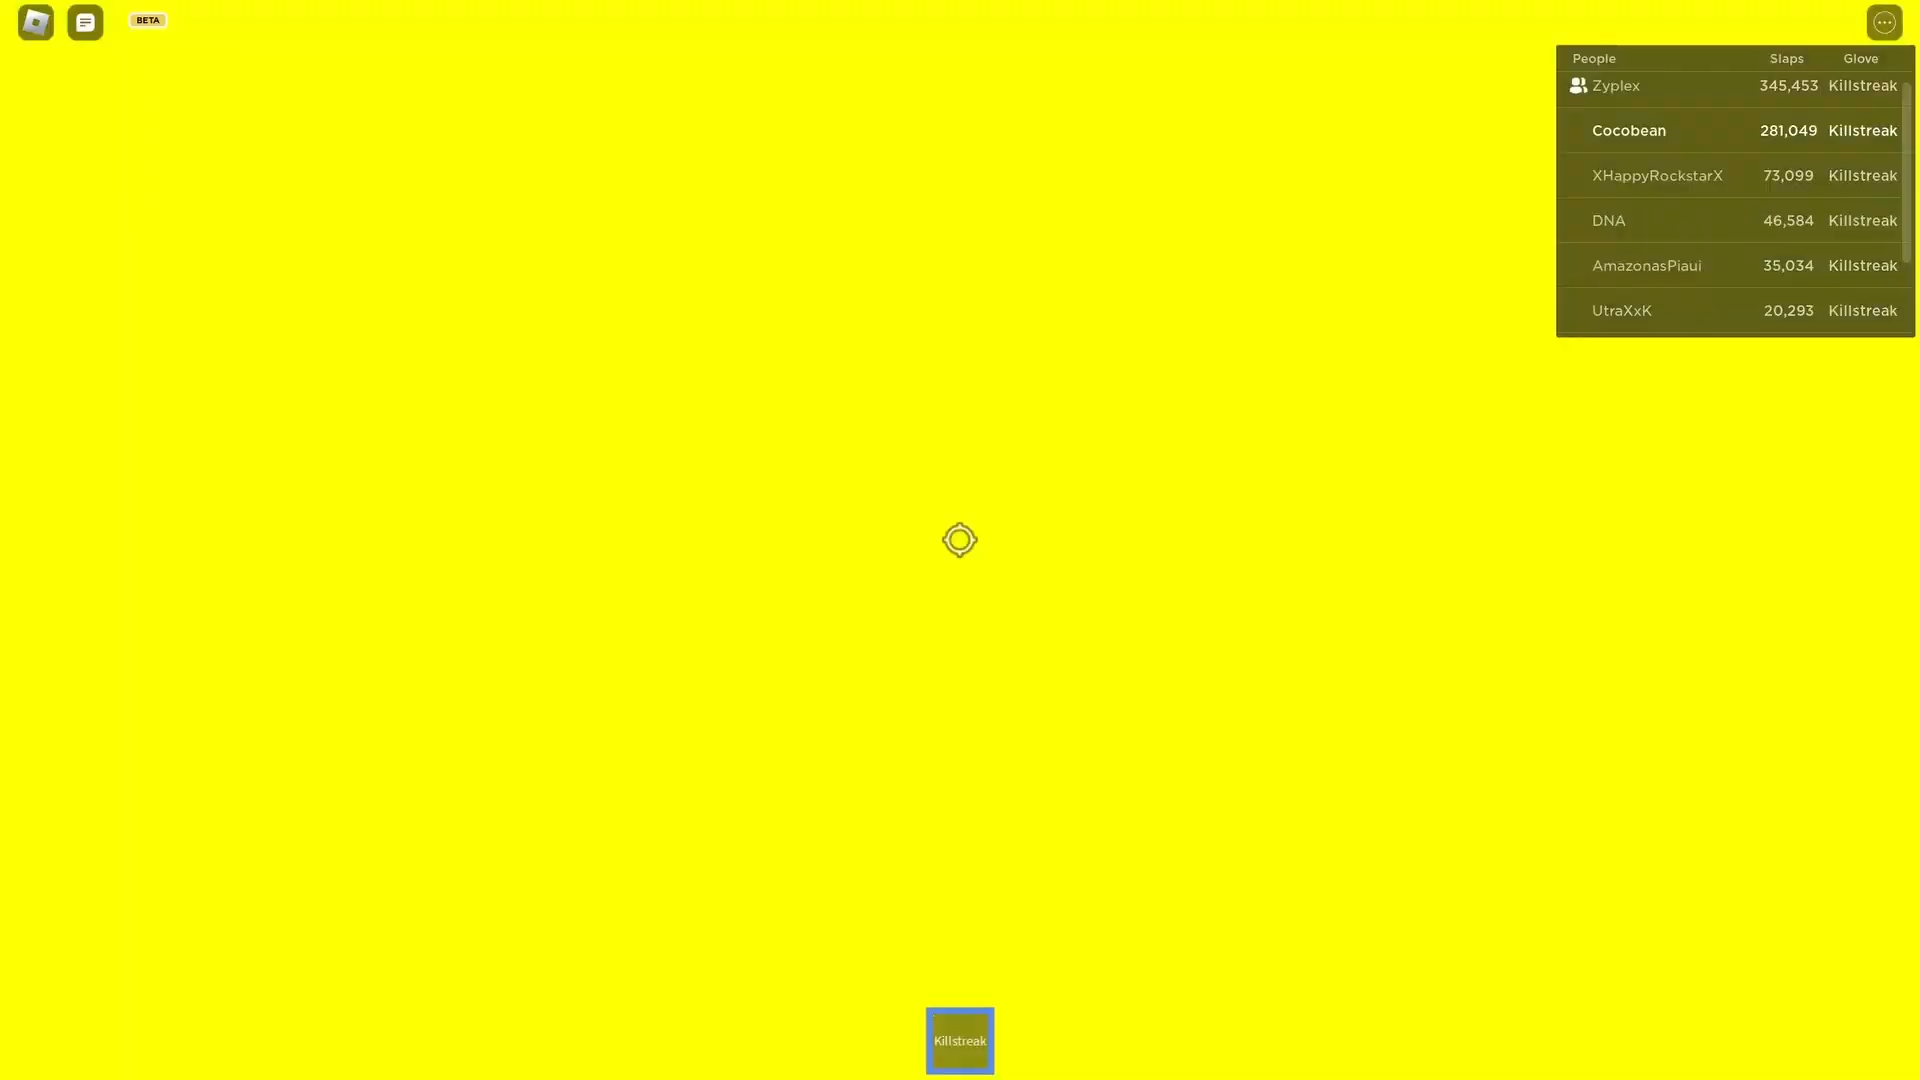 BETA
People Slaps Glove
Zyplex 345,453 Killstreak
Cocobean 281,049 Killstreak
XHappyRockstarX 73,099 Killstreak
DNA 46,584 Killstreak
AmazonasPiaui 35,034 Killstreak
UtraXxK 20,293 Killstreak
Killstreak